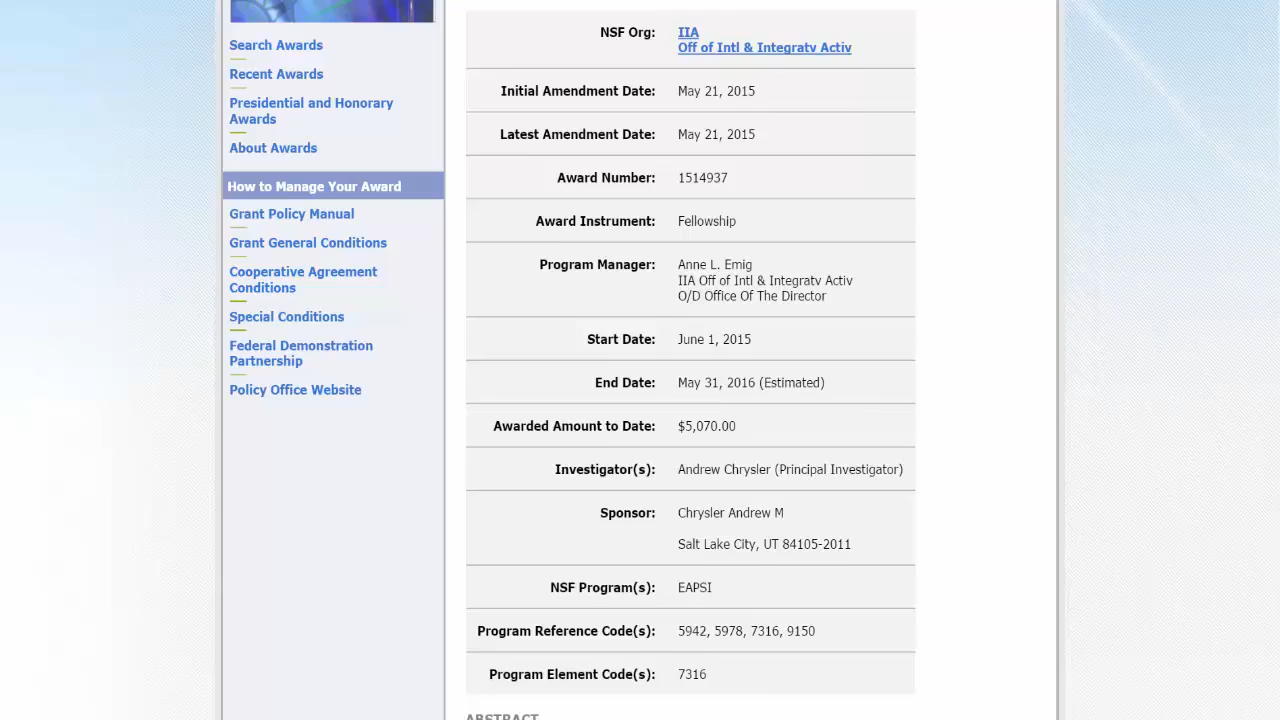 Search Awards
Recent Awards
Presidential and Honorary
Awards
About Awards
How to Manage Your Award
Grant Policy Manual
Grant General Conditions
Cooperative Agreement
Conditions
Special Conditions
Federal Demonstration
Partnership
Policy Office Website
NSF Org: IIA
Off of Intl & Integratv Activ
Initial Amendment Date: May 21, 2015
Latest Amendment Date: May 21, 2015
Award Number: 1514937
Award Instrument: Fellowship
Program Manager: Anne L. Emig
IIA Off of Intl & Integratv Activ
O/D Office Of The Director
Start Date: June 1, 2015
End Date: May 31, 2016 (Estimated)
Awarded Amount to Date: $5,070.00
Investigator(s): Andrew Chrysler (Principal Investigator)
Sponsor: Chrysler Andrew M
Salt Lake City, UT 84105-2011
NSF Program(s): EAPSI
Program Reference Code(s): 5942, 5978, 7316, 9150
Program Element Code(s): 7316
ABSTRACT